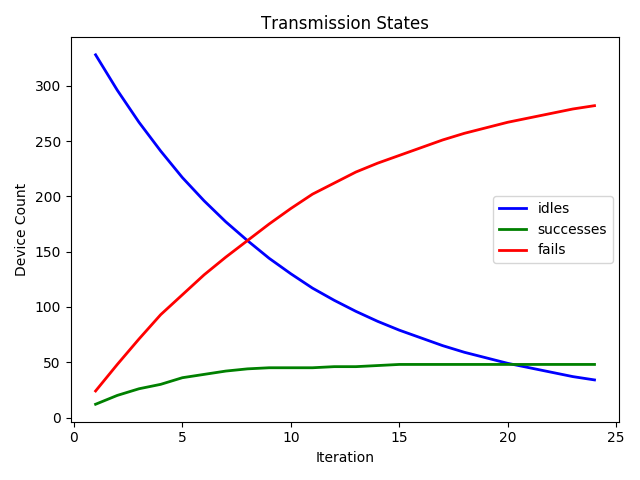 Transmission States
Device Count
300
250
200
150
100
50
0
idles
successes
fails
0 5 10 15 20 25
Iteration